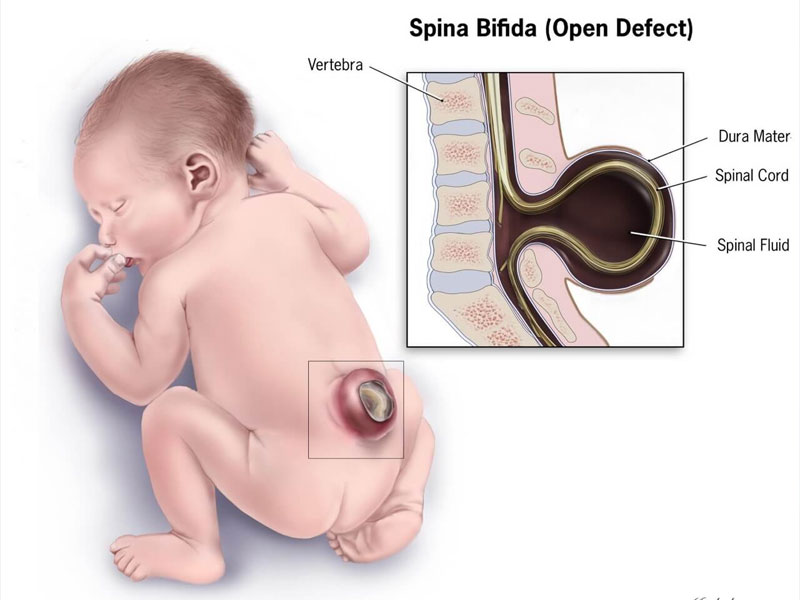 Spina Bifida (Open Defect)
Vertebra
Dura Mater
Spinal Cord
Spinal Fluid